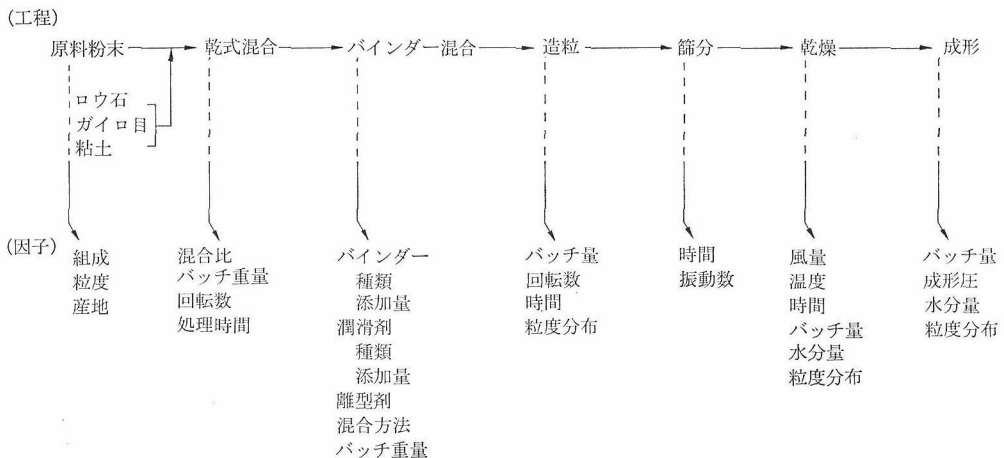 (工程)
原料粉末
乾式混合
バインダー混合
造粒
篩分
乾燥
成形
ロウ石
ガイロ目
粘土
(因子)
組成
粒度
産地
混合比
バッチ重量
回転数
処理時間
バインダー
種類
添加量
潤滑剤
種類
添加量
離型剤
混合方法
バッチ重量
バッチ量
回転数
時間
粒度分布
時間
振動数
風量
温度
時間
バッチ量
水分量
粒度分布
バッチ量
成形圧
水分量
粒度分布